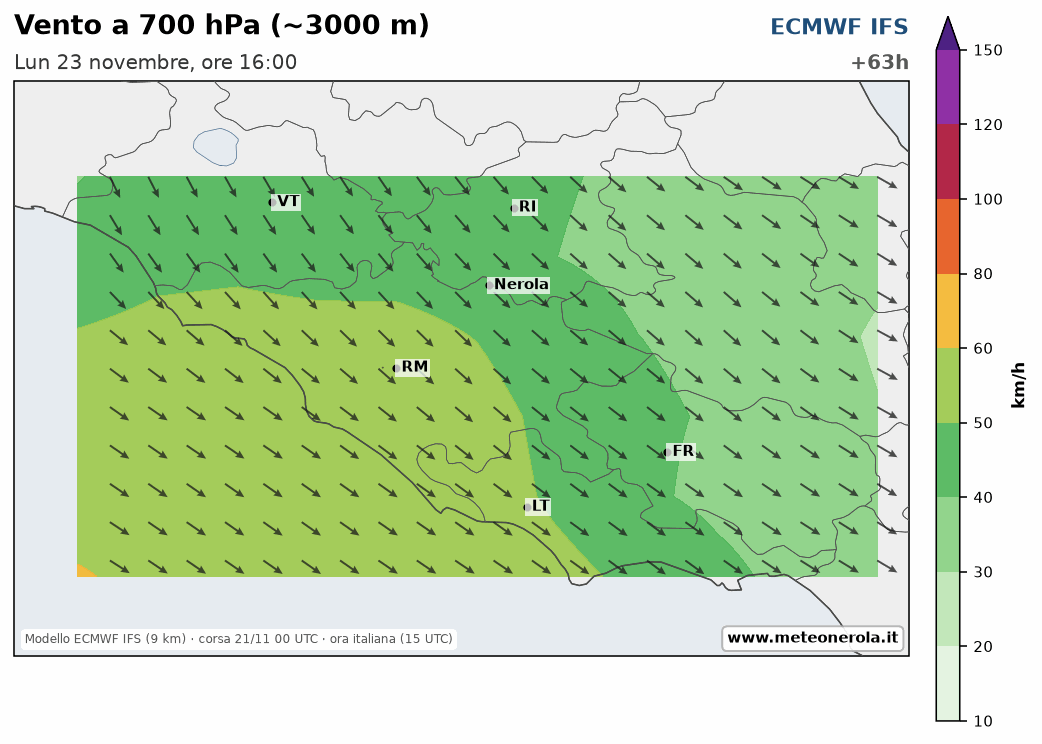 Vento a 700 hPa (~3000 m)
ECMWF IFS
Lun 23 novembre, ore 16:00
+63h
VT
RI
Nerola
RM
FR
LT
Modello ECMWF IFS (9 km) · corsa 21/11 00 UTC · ora italiana (15 UTC)
www.meteonerola.it
150
120
100
80
60
50
40
30
20
10
km/h